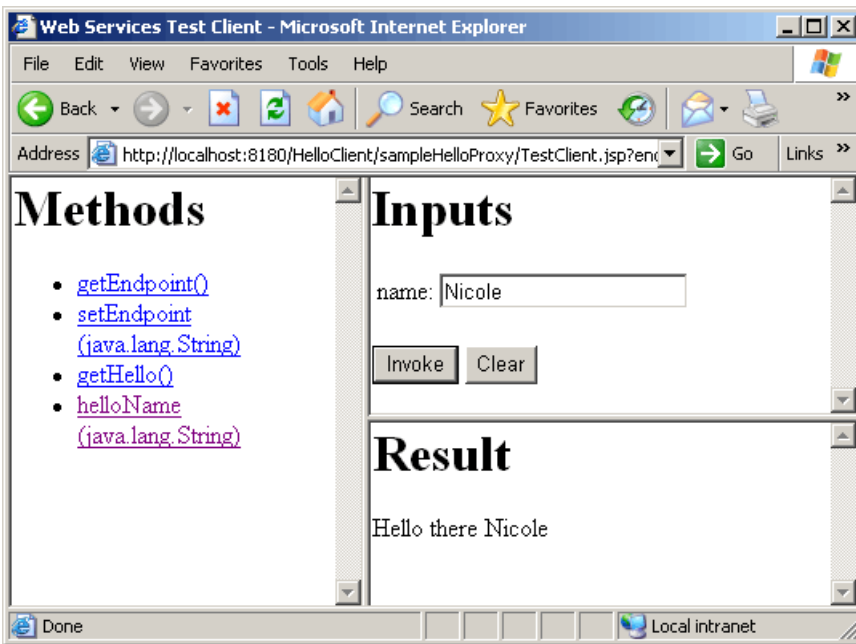 Web Services Test Client - Microsoft Internet Explorer
File Edit View Favorites Tools Help
Back Search Favorites »
Address http://localhost:8180/HelloClient/sampleHelloProxy/TestClient.jsp?en Go Links »
Methods
getEndpoint()
setEndpoint
(java.lang.String)
getHello()
helloName
(java.lang.String)
Inputs
name: Nicole
Invoke Clear
Result
Hello there Nicole
Done Local intranet